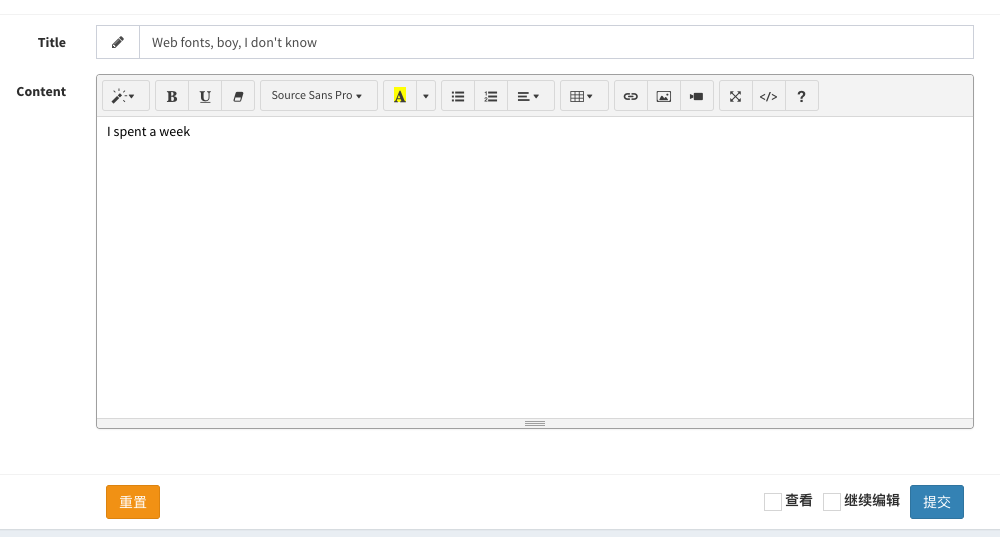 Title
Web fonts, boy, I don't know
Content
B U Source Sans Pro A </> ?
I spent a week
重置
查看 继续编辑 提交